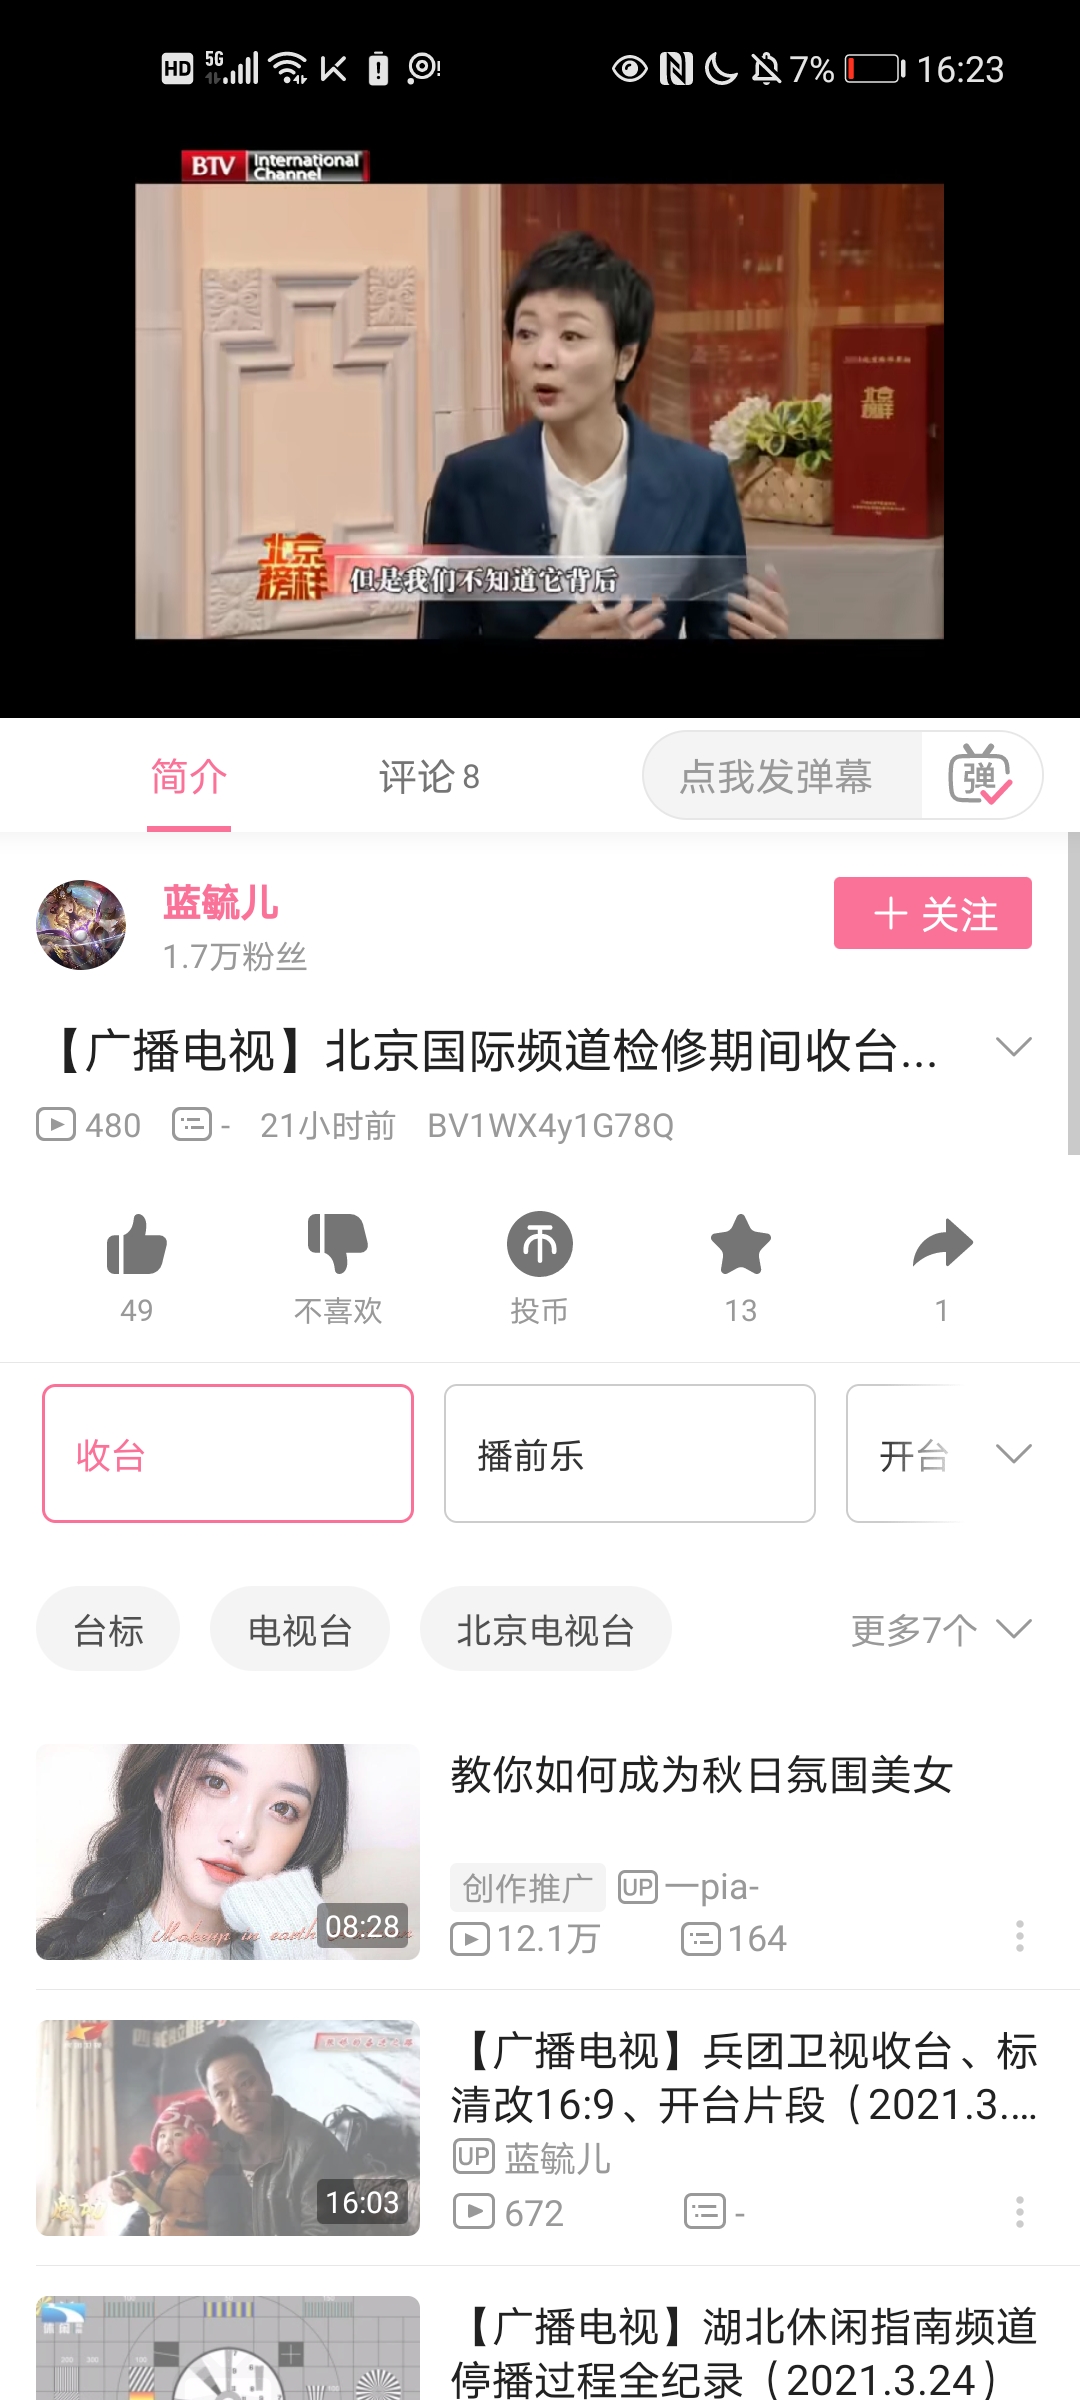 HD 5G 7% 16:23
BTV International Channel
北京榜样
北京榜样 但是我们不知道它背后
简介 评论 8 点我发弹幕 弹
蓝毓儿
1.7万粉丝
＋ 关注
【广播电视】北京国际频道检修期间收台...
480 - 21小时前 BV1WX4y1G78Q
49 不喜欢 投币 13 1
收台 播前乐 开台
台标 电视台 北京电视台 更多7个
教你如何成为秋日氛围美女
创作推广 UP 一pia-
12.1万 164
Makeup in earth
08:28
【广播电视】兵团卫视收台、标
清改16:9、开台片段（2021.3....
UP 蓝毓儿
672 -
16:03
【广播电视】湖北休闲指南频道
停播过程全纪录（2021.3.24）